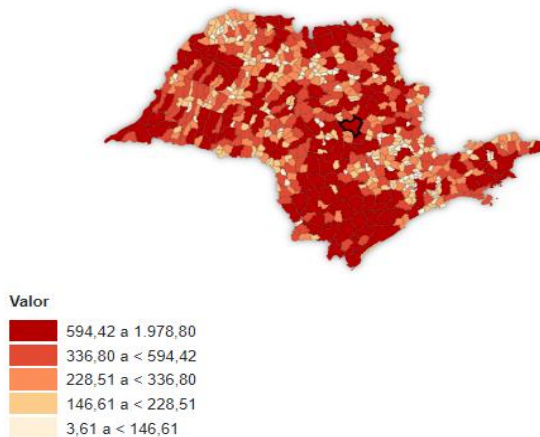 Valor
594,42 a 1.978,80
336,80 a < 594,42
228,51 a < 336,80
146,61 a < 228,51
3,61 a < 146,61